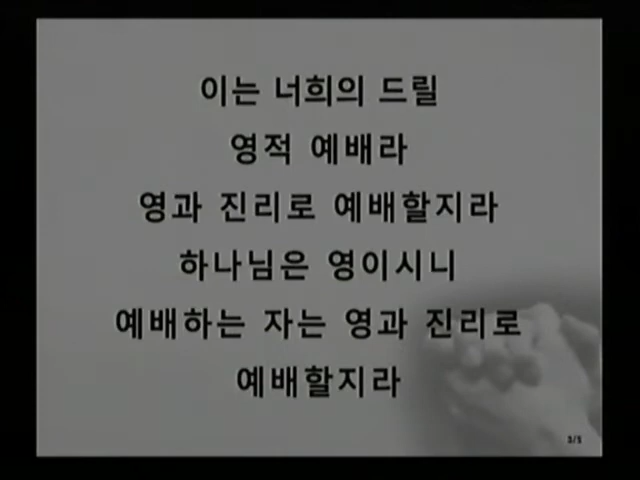 이는 너희의 드릴
영적 예배라
영과 진리로 예배할지라
하나님은 영이시니
예배하는 자는 영과 진리로
예배할지라
5/5